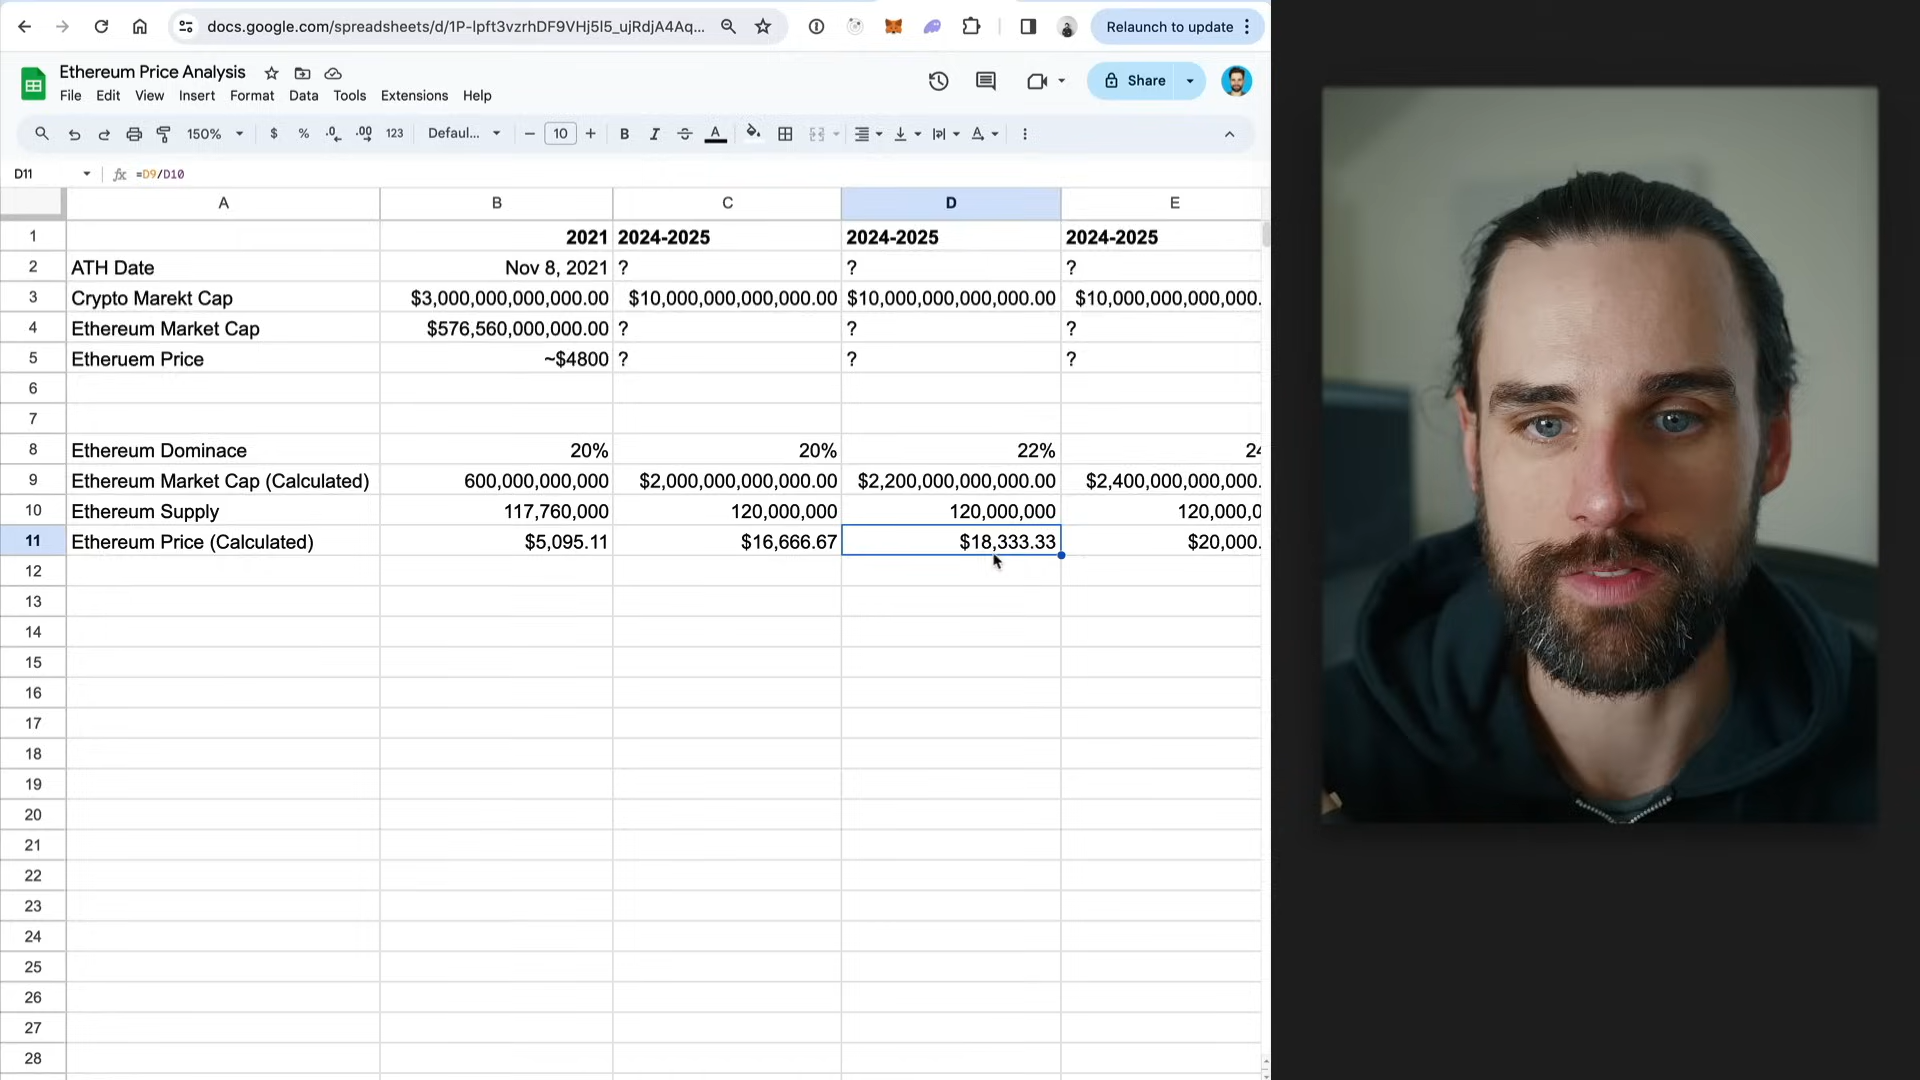 docs.google.com/spreadsheets/d/1P-Ipft3vzrhDF9VHj5I5_ujRdjA4Aq...
Relaunch to update
Ethereum Price Analysis
File Edit View Insert Format Data Tools Extensions Help
Share
150% $ % .0 .00 123 Defaul... − 10 + B I A
D11 fx =D9/D10
A B C D E
1 2021 2024-2025 2024-2025 2024-2025
2 ATH Date Nov 8, 2021 ? ? ?
3 Crypto Marekt Cap $3,000,000,000,000.00 $10,000,000,000,000.00 $10,000,000,000,000.00 $10,000,000,000,000.
4 Ethereum Market Cap $576,560,000,000.00 ? ? ?
5 Etheruem Price ~$4800 ? ? ?
6
7
8 Ethereum Dominace 20% 20% 22% 24
9 Ethereum Market Cap (Calculated) 600,000,000,000 $2,000,000,000,000.00 $2,200,000,000,000.00 $2,400,000,000,000.
10 Ethereum Supply 117,760,000 120,000,000 120,000,000 120,000,0
11 Ethereum Price (Calculated) $5,095.11 $16,666.67 $18,333.33 $20,000.
12
13
14
15
16
17
18
19
20
21
22
23
24
25
26
27
28